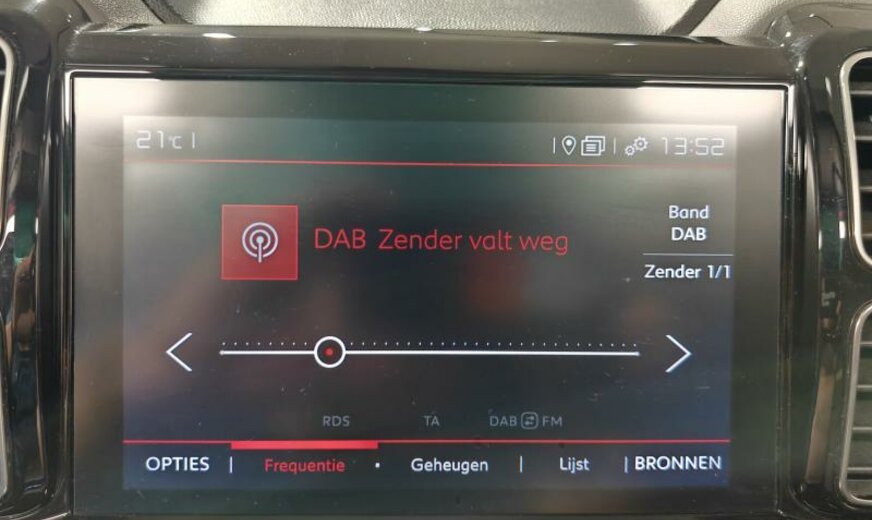 21°C
13:52
DAB Zender valt weg
Band
DAB
Zender 1/1
RDS TA DAB FM
OPTIES | Frequentie · Geheugen | Lijst | BRONNEN